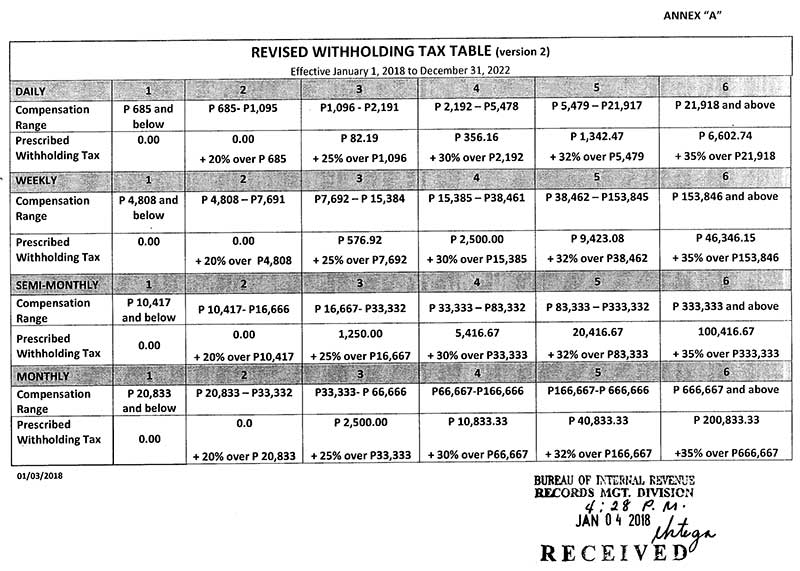 ANNEX “A”
REVISED WITHHOLDING TAX TABLE (version 2)
Effective January 1, 2018 to December 31, 2022
DAILY 1 2 3 4 5 6
Compensation Range P 685 and below P 685- P1,095 P1,096 - P2,191 P 2,192 – P5,478 P 5,479 – P21,917 P 21,918 and above
Prescribed Withholding Tax 0.00 0.00 + 20% over P 685 P 82.19 + 25% over P1,096 P 356.16 + 30% over P2,192 P 1,342.47 + 32% over P5,479 P 6,602.74 + 35% over P21,918
WEEKLY 1 2 3 4 5 6
Compensation Range P 4,808 and below P 4,808 – P7,691 P7,692 – P 15,384 P 15,385 – P38,461 P 38,462 – P153,845 P 153,846 and above
Prescribed Withholding Tax 0.00 0.00 + 20% over P4,808 P 576.92 + 25% over P7,692 P 2,500.00 + 30% over P15,385 P 9,423.08 + 32% over P38,462 P 46,346.15 + 35% over P153,846
SEMI-MONTHLY 1 2 3 4 5 6
Compensation Range P 10,417 and below P 10,417- P16,666 P 16,667- P33,332 P 33,333 – P83,332 P 83,333 – P333,332 P 333,333 and above
Prescribed Withholding Tax 0.00 0.00 + 20% over P10,417 1,250.00 + 25% over P16,667 5,416.67 + 30% over P33,333 20,416.67 + 32% over P83,333 100,416.67 + 35% over P333,333
MONTHLY 1 2 3 4 5 6
Compensation Range P 20,833 and below P 20,833 – P33,332 P33,333- P 66,666 P66,667-P166,666 P166,667-P 666,666 P 666,667 and above
Prescribed Withholding Tax 0.00 0.0 + 20% over P 20,833 P 2,500.00 + 25% over P33,333 P 10,833.33 + 30% over P66,667 P 40,833.33 + 32% over P166,667 P 200,833.33 +35% over P666,667
01/03/2018
BUREAU OF INTERNAL REVENUE
RECORDS MGT. DIVISION
4:28 P.M.
JAN 04 2018
RECEIVED